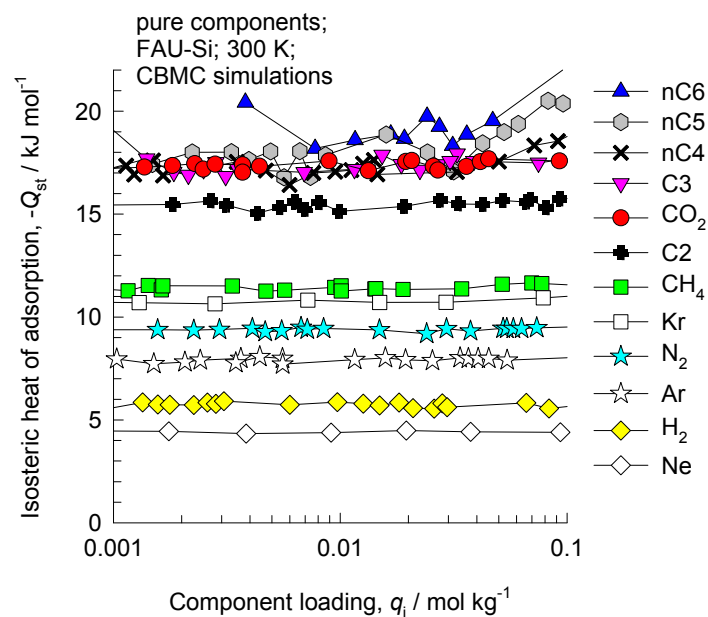 pure components;
FAU-Si; 300 K;
CBMC simulations
Isosteric heat of adsorption, -Qst / kJ mol-1
20
15
10
5
0
0.001
0.01
0.1
Component loading, qi / mol kg-1
nC6
nC5
nC4
C3
CO2
C2
CH4
Kr
N2
Ar
H2
Ne